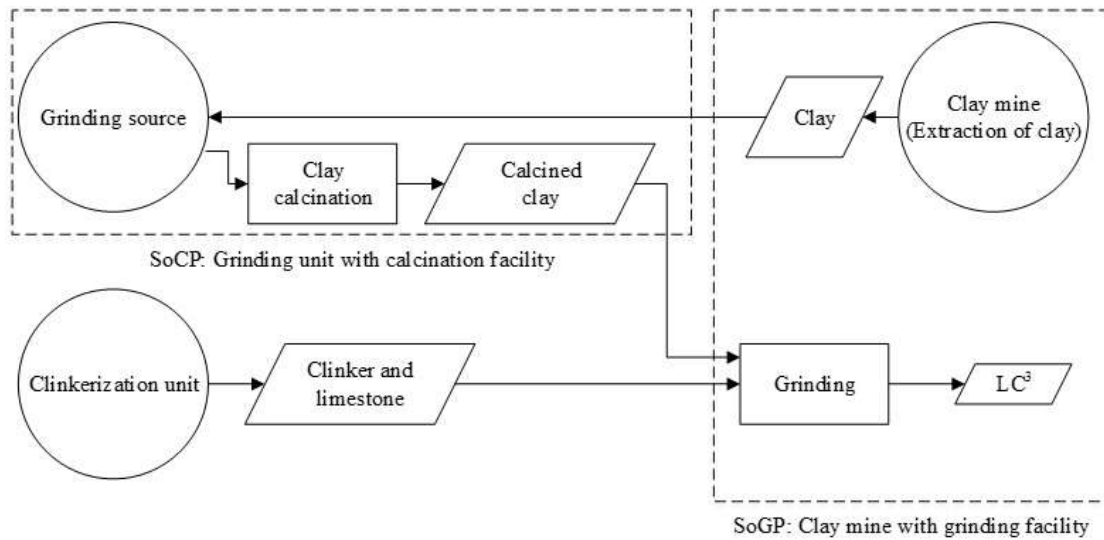 Grinding source
Clay
Clay mine
(Extraction of clay)
Clay
calcination
Calcined
clay
SoCP: Grinding unit with calcination facility
Clinkerization unit
Clinker and
limestone
Grinding
LC³
SoGP: Clay mine with grinding facility